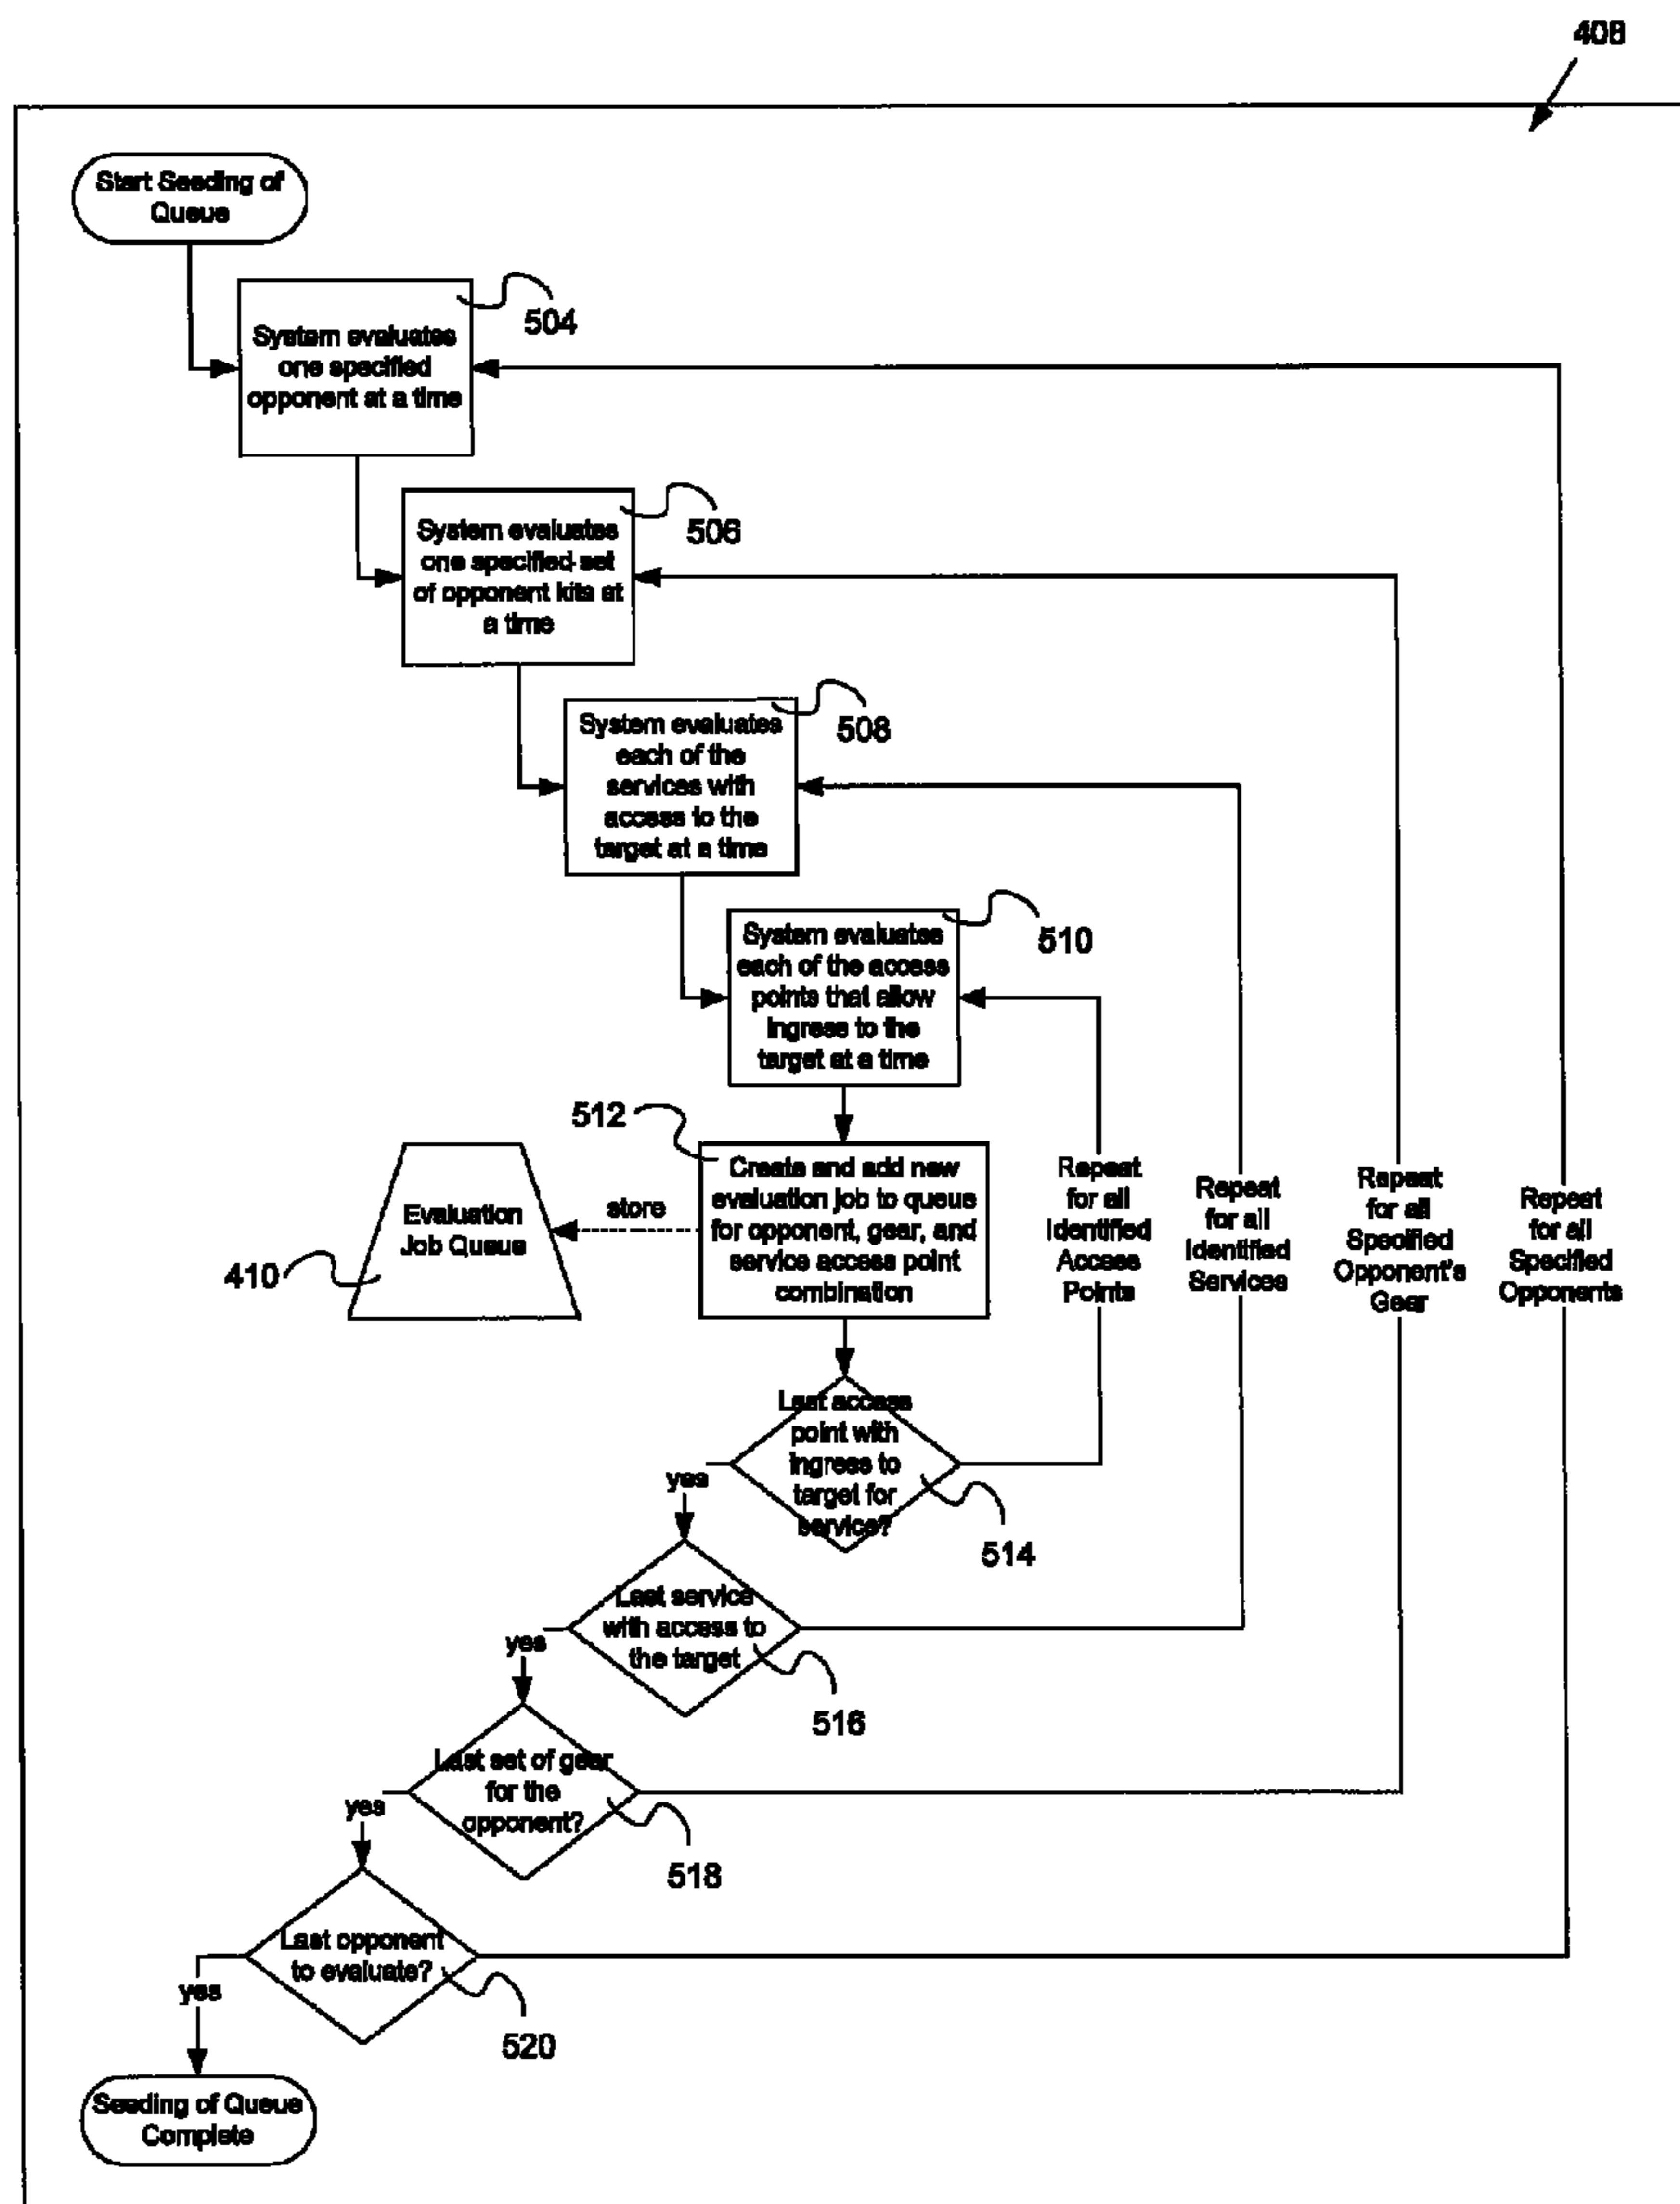 408
Start Seeding of
Queue
504
System evaluates
one specified
opponent at a time
506
System evaluates
one specified set
of opponent kits at
a time
508
System evaluates
each of the
services with
access to the
target at a time
510
System evaluates
each of the access
points that allow
ingress to the
target at a time
512
Create and add new
evaluation job to queue
for opponent, gear, and
service access point
combination
store
Evaluation
Job Queue
410
Repeat
for all
Identified
Access
Points
Repeat
for all
Identified
Services
Repeat
for all
Specified
Opponent's
Gear
Repeat
for all
Specified
Opponents
Last access
point with
ingress to
target for
service?
514
yes
Last service
with access to
the target
516
yes
Last set of gear
for the
opponent?
518
yes
Last opponent
to evaluate?
520
yes
Seeding of Queue
Complete